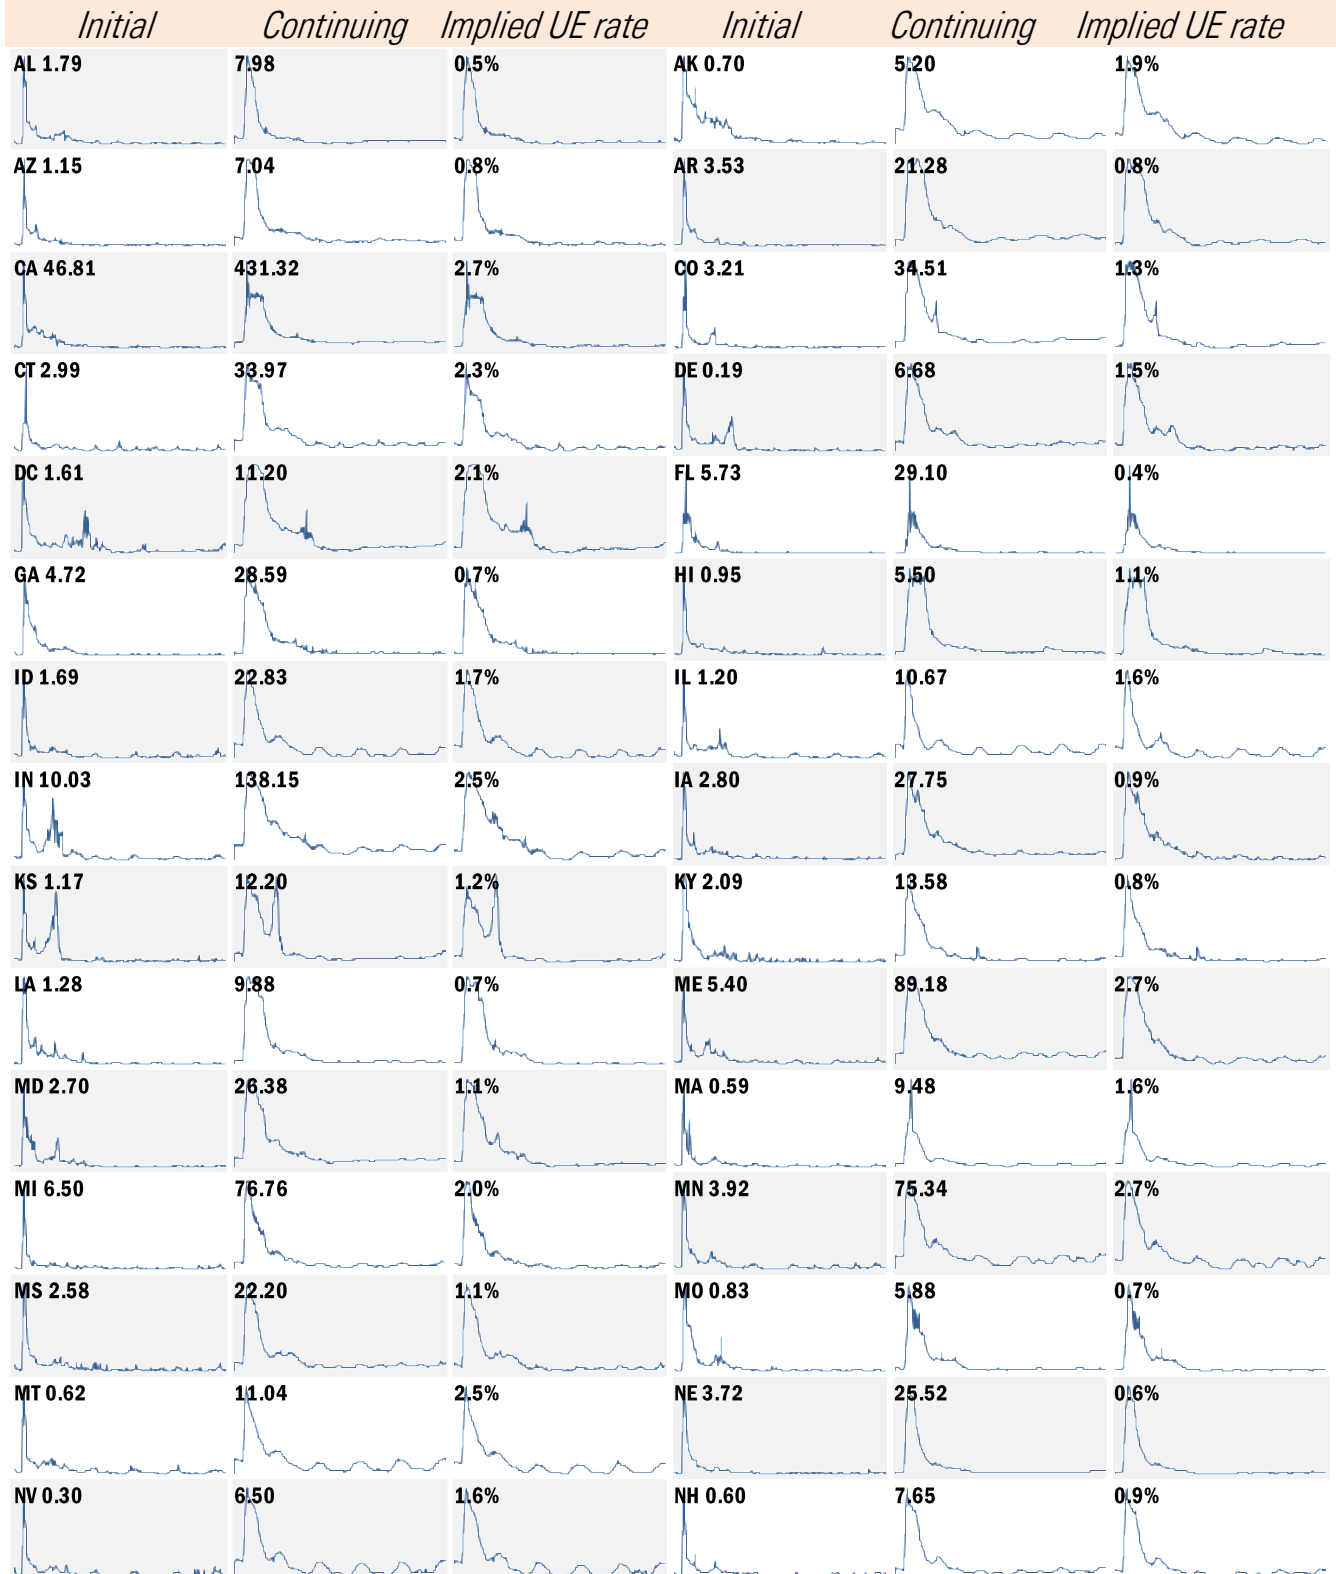 Initial Continuing Implied UE rate Initial Continuing Implied UE rate
AL 1.79 7.98 0.5% AK 0.70 5.20 1.9%
AZ 1.15 7.04 0.8% AR 3.53 21.28 0.8%
CA 46.81 431.32 2.7% CO 3.21 34.51 1.3%
CT 2.99 33.97 2.3% DE 0.19 6.68 1.5%
DC 1.61 11.20 2.1% FL 5.73 29.10 0.4%
GA 4.72 28.59 0.7% HI 0.95 5.50 1.1%
ID 1.69 22.83 1.7% IL 1.20 10.67 1.6%
IN 10.03 138.15 2.5% IA 2.80 27.75 0.9%
KS 1.17 12.20 1.2% KY 2.09 13.58 0.8%
LA 1.28 9.88 0.7% ME 5.40 89.18 2.7%
MD 2.70 26.38 1.1% MA 0.59 9.48 1.6%
MI 6.50 76.76 2.0% MN 3.92 75.34 2.7%
MS 2.58 22.20 1.1% MO 0.83 5.88 0.7%
MT 0.62 11.04 2.5% NE 3.72 25.52 0.6%
NV 0.30 6.50 1.6% NH 0.60 7.65 0.9%